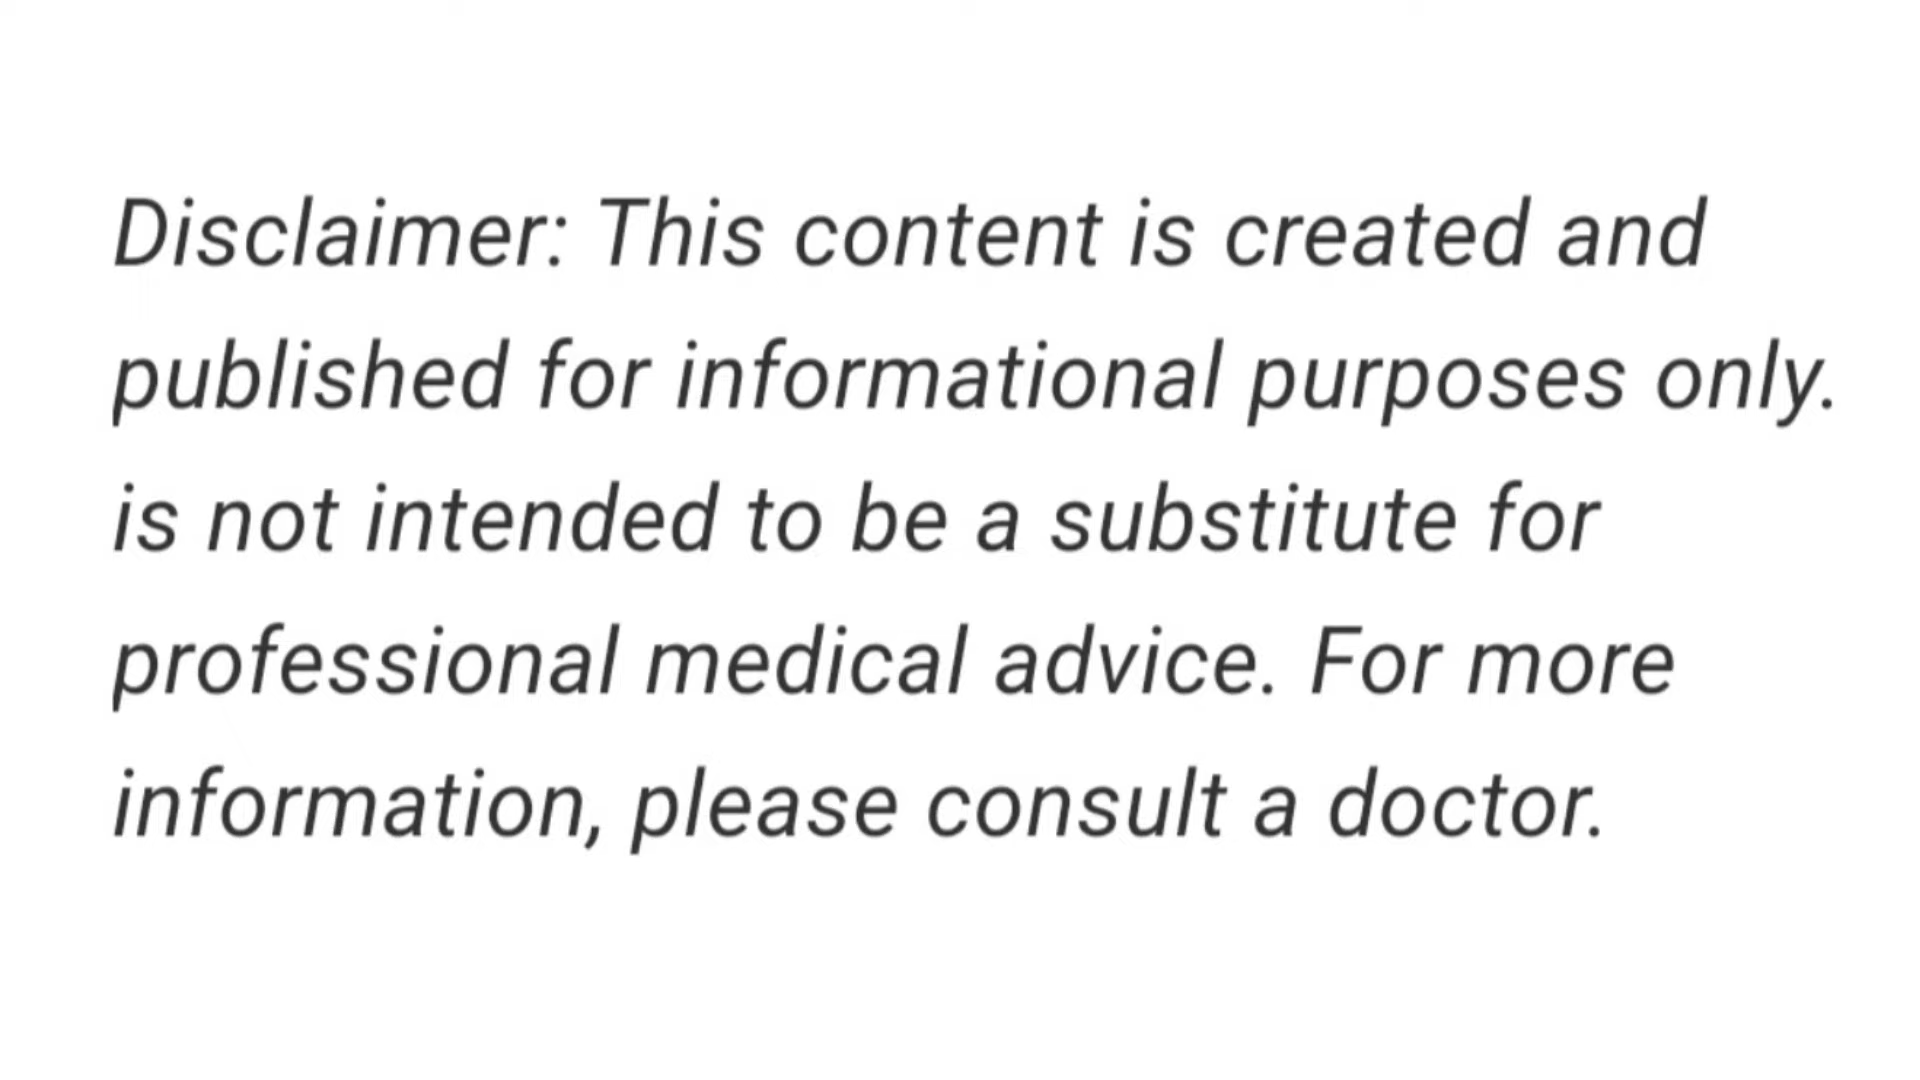 Disclaimer: This content is created and
published for informational purposes only.
is not intended to be a substitute for
professional medical advice. For more
information, please consult a doctor.